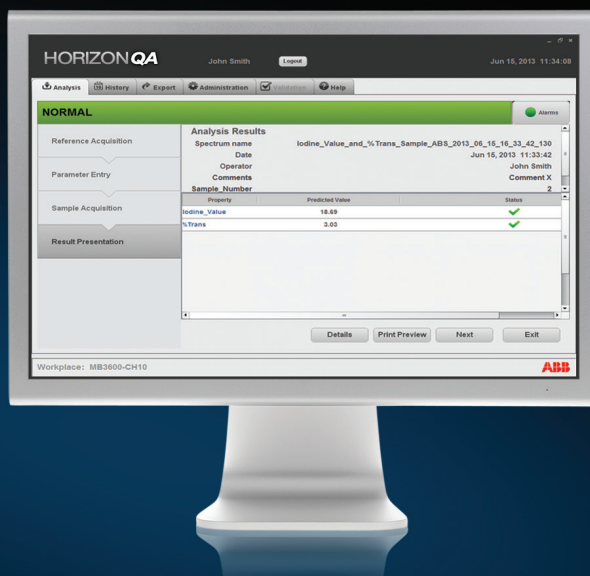 HORIZON QA
John Smith
Logout
Jun 15, 2013 11:34:08
Analysis
History
Export
Administration
Validation
Help
NORMAL
Alarms
Reference Acquisition
Parameter Entry
Sample Acquisition
Result Presentation
Analysis Results
Spectrum name Iodine_Value_and_%Trans_Sample_ABS_2013_06_15_16_33_42_130
Date Jun 15, 2013 11:33:42
Operator John Smith
Comments Comment X
Sample_Number 2
Property Predicted Value Status
Iodine_Value 18.69
%Trans 3.03
Details Print Preview Next Exit
Workplace: MB3600-CH10
ABB